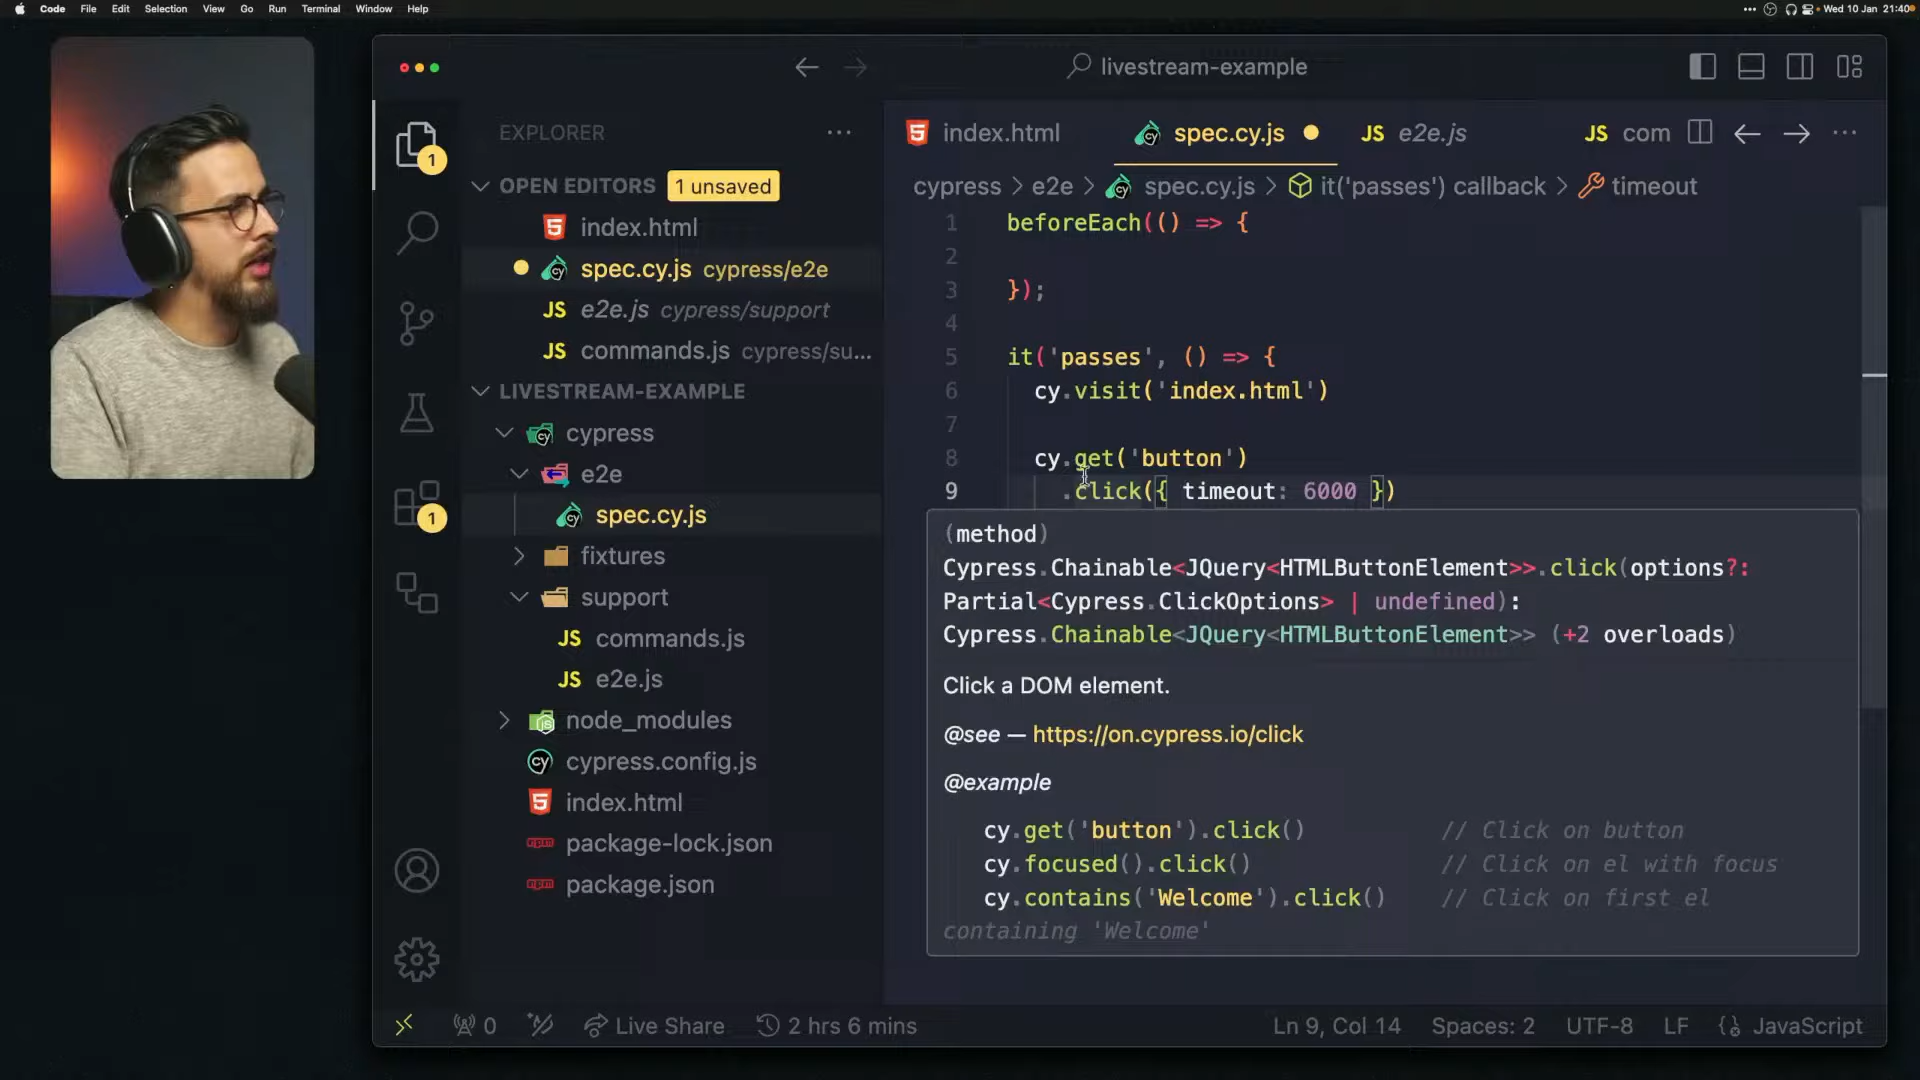 Code File Edit Selection View Go Run Terminal Window Help
Wed 10 Jan 21:40
livestream-example
EXPLORER
OPEN EDITORS 1 unsaved
index.html
spec.cy.js cypress/e2e
e2e.js cypress/support
commands.js cypress/su...
LIVESTREAM-EXAMPLE
cypress
e2e
spec.cy.js
fixtures
support
JS commands.js
JS e2e.js
node_modules
cypress.config.js
index.html
package-lock.json
package.json
1
1
index.html spec.cy.js JS e2e.js JS com
cypress > e2e > spec.cy.js > it('passes') callback > timeout
1 beforeEach(() => {
2
3 });
4
5 it('passes', () => {
6 cy.visit('index.html')
7
8 cy.get('button')
9 .click({ timeout: 6000 })
(method)
Cypress.Chainable<JQuery<HTMLButtonElement>>.click(options?:
Partial<Cypress.ClickOptions> | undefined):
Cypress.Chainable<JQuery<HTMLButtonElement>> (+2 overloads)
Click a DOM element.
@see — https://on.cypress.io/click
@example
cy.get('button').click() // Click on button
cy.focused().click() // Click on el with focus
cy.contains('Welcome').click() // Click on first el
containing 'Welcome'
0 Live Share 2 hrs 6 mins Ln 9, Col 14 Spaces: 2 UTF-8 LF JavaScript